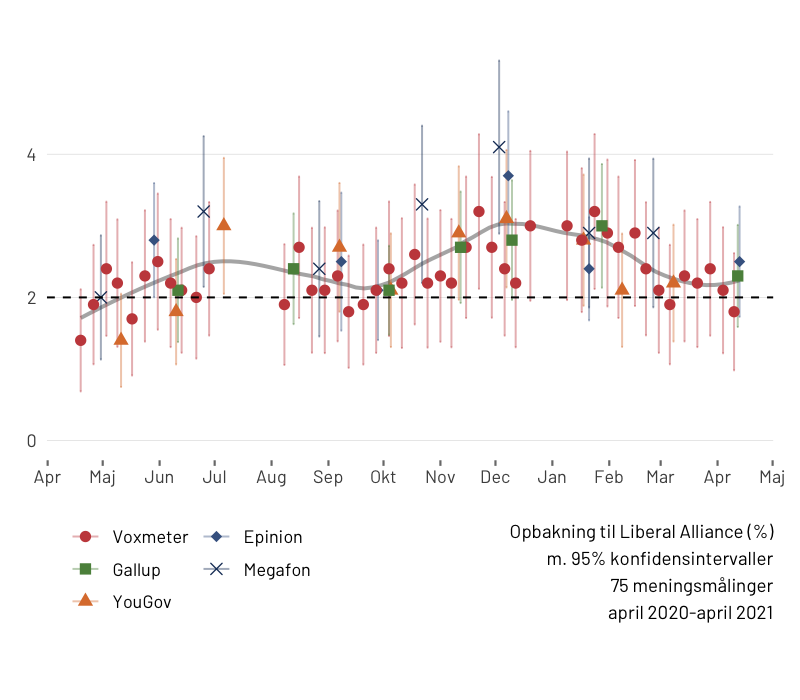 4
2
0
Apr Maj Jun Jul Aug Sep Okt Nov Dec Jan Feb Mar Apr Maj
Voxmeter Epinion
Gallup Megafon
YouGov
Opbakning til Liberal Alliance (%)
m. 95% konfidensintervaller
75 meningsmålinger
april 2020-april 2021